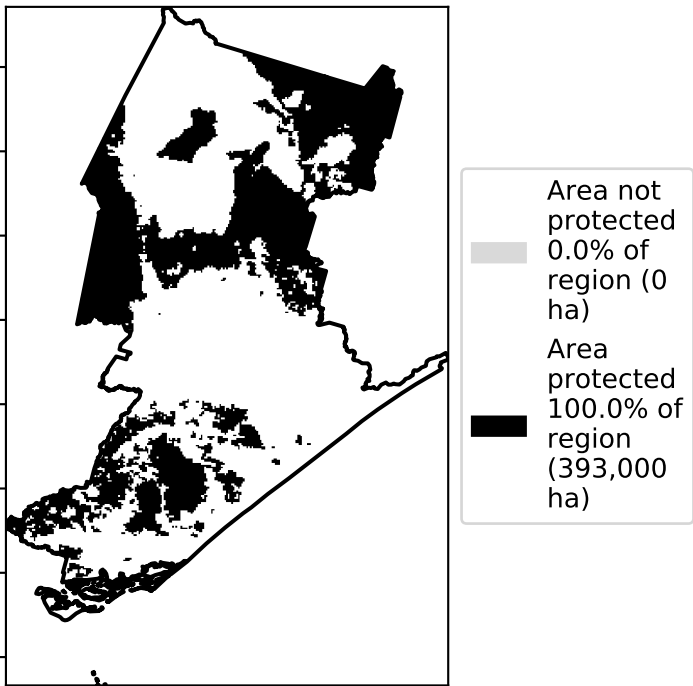 Area not
protected
0.0% of
region (0
ha)
Area
protected
100.0% of
region
(393,000
ha)